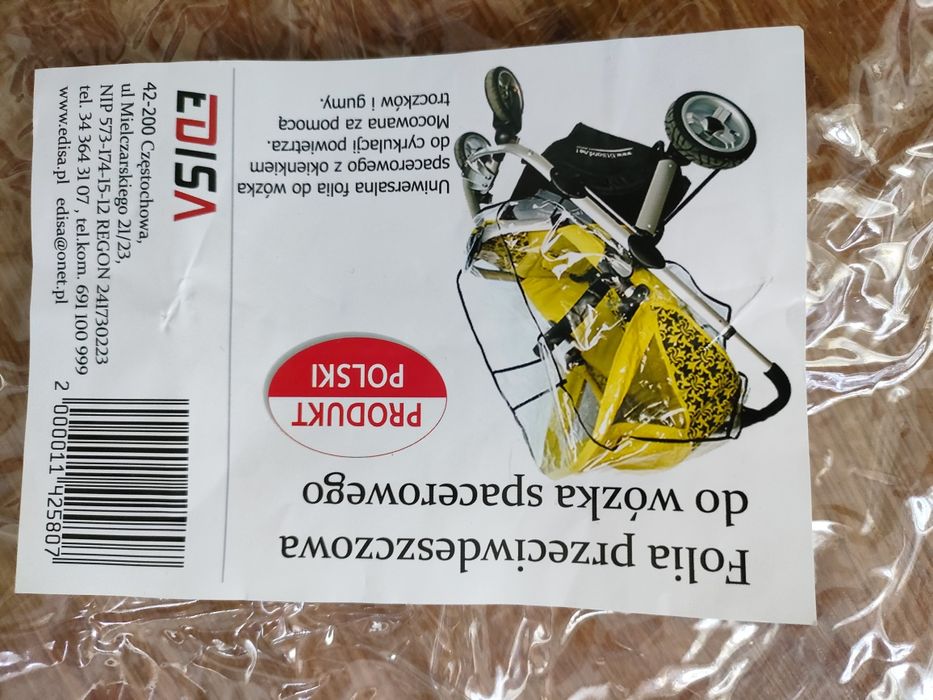 Folia przeciwdeszczowa
do wózka spacerowego
PRODUKT
POLSKI
Uniwersalna folia do wózka
spacerowego z okienkiem
do cyrkulacji powietrza.
Mocowana za pomocą
troczków i gumy.
EDISA
42-200 Częstochowa,
ul Mielczarskiego 21/23,
NIP 573-174-15-12 REGON 241730223
tel. 34 364 31 07 , tel.kom. 691 100 999
www.edisa.pl edisa@onet.pl
2 000011 425807